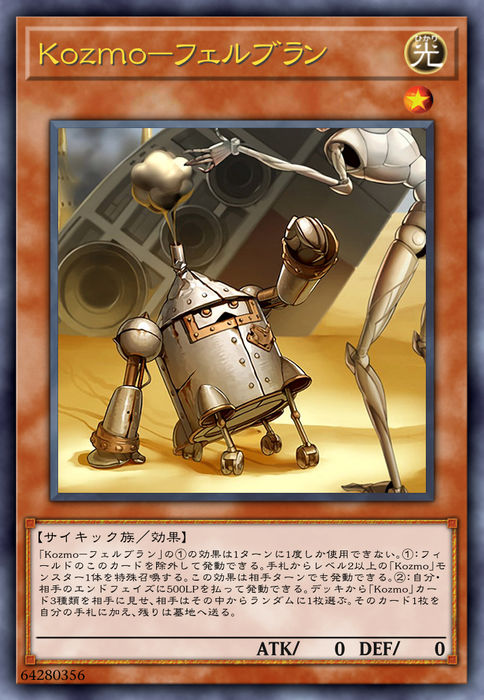 Kozmo－フェルブラン
ひかり
光
【サイキック族／効果】
「Kozmo－フェルブラン」の①の効果は1ターンに1度しか使用できない。①：フィ
ールドのこのカードを除外して発動できる。手札からレベル2以上の「Kozmo」モ
ンスター1体を特殊召喚する。この効果は相手ターンでも発動できる。②：自分・
相手のエンドフェイズに500LPを払って発動できる。デッキから「Kozmo」カー
ド3種類を相手に見せ、相手はその中からランダムに1枚選ぶ。そのカード1枚を
自分の手札に加え、残りは墓地へ送る。
ATK/ 0 DEF/ 0
64280356